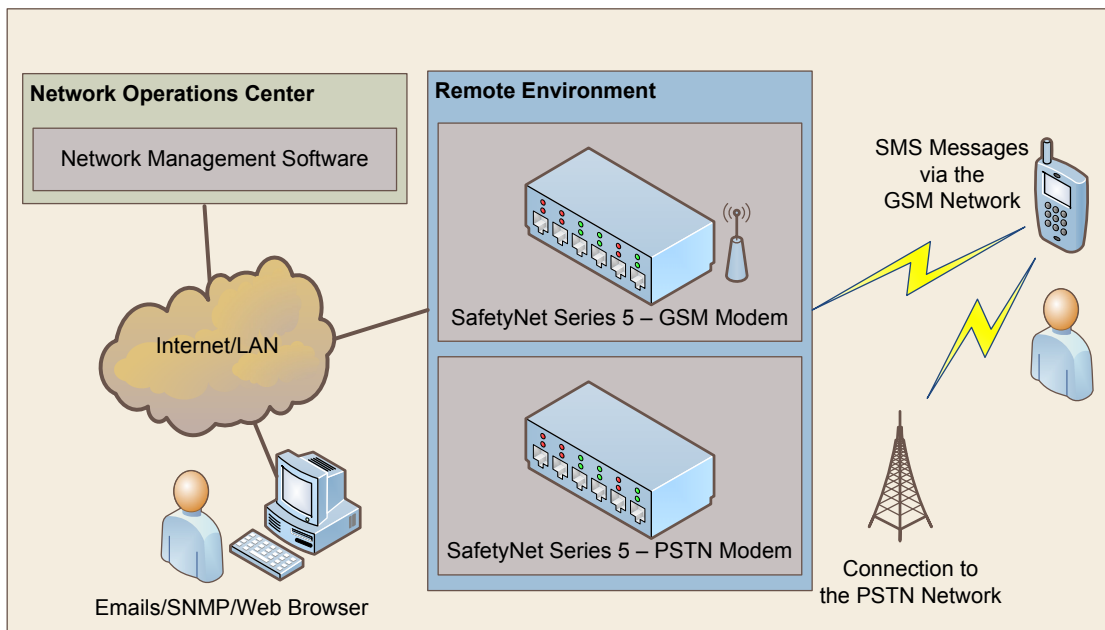 Network Operations Center
Network Management Software
Remote Environment
SafetyNet Series 5 – GSM Modem
SafetyNet Series 5 – PSTN Modem
SMS Messages
via the
GSM Network
Internet/LAN
Emails/SNMP/Web Browser
Connection to
the PSTN Network